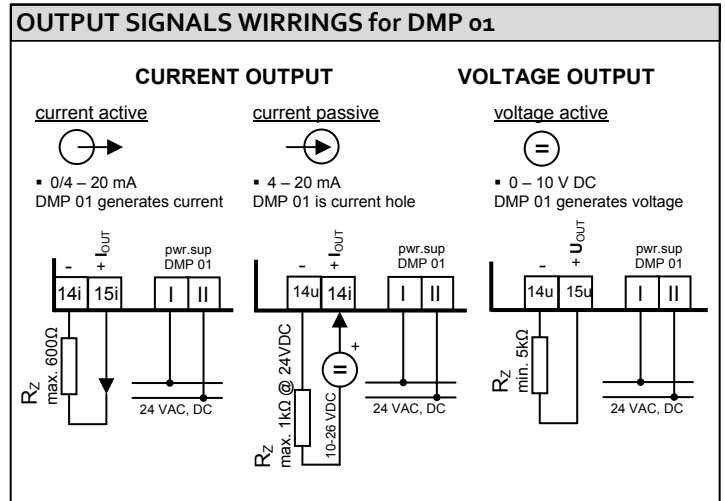 OUTPUT SIGNALS WIRRINGS for DMP 01
CURRENT OUTPUT
VOLTAGE OUTPUT
current active
current passive
voltage active
=
▪ 0/4 – 20 mA
DMP 01 generates current
▪ 4 – 20 mA
DMP 01 is current hole
▪ 0 – 10 V DC
DMP 01 generates voltage
- + IOUT
pwr.sup
DMP 01
14i 15i I II
RZ
max. 600Ω
24 VAC, DC
- + IOUT
pwr.sup
DMP 01
14u 14i I II
+
=
RZ
max. 1kΩ @ 24VDC
10-26 VDC
24 VAC, DC
- + UOUT
pwr.sup
DMP 01
14u 15u I II
RZ
min. 5kΩ
24 VAC, DC